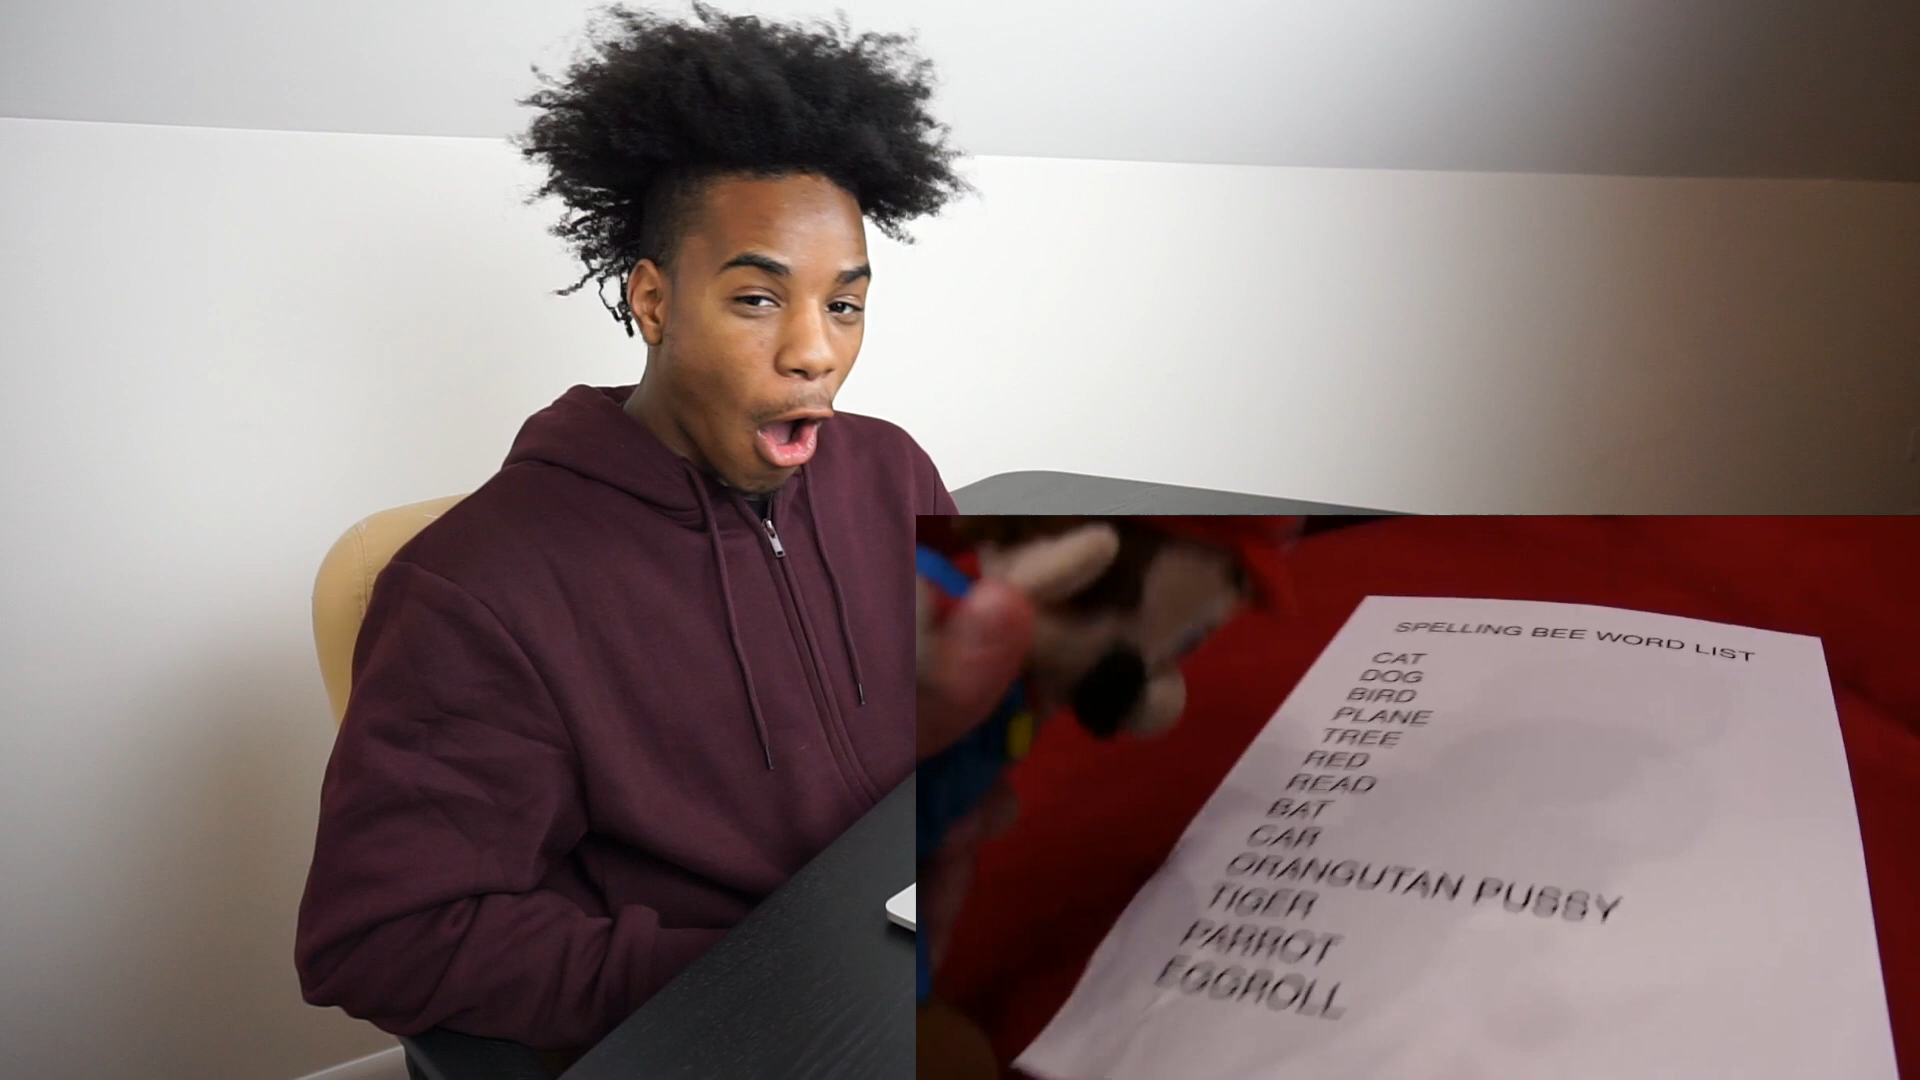 SPELLING BEE WORD LIST
CAT
DOG
BIRD
PLANE
TREE
RED
READ
BAT
CAR
ORANGUTAN PUSSY
TIGER
PARROT
EGGROLL